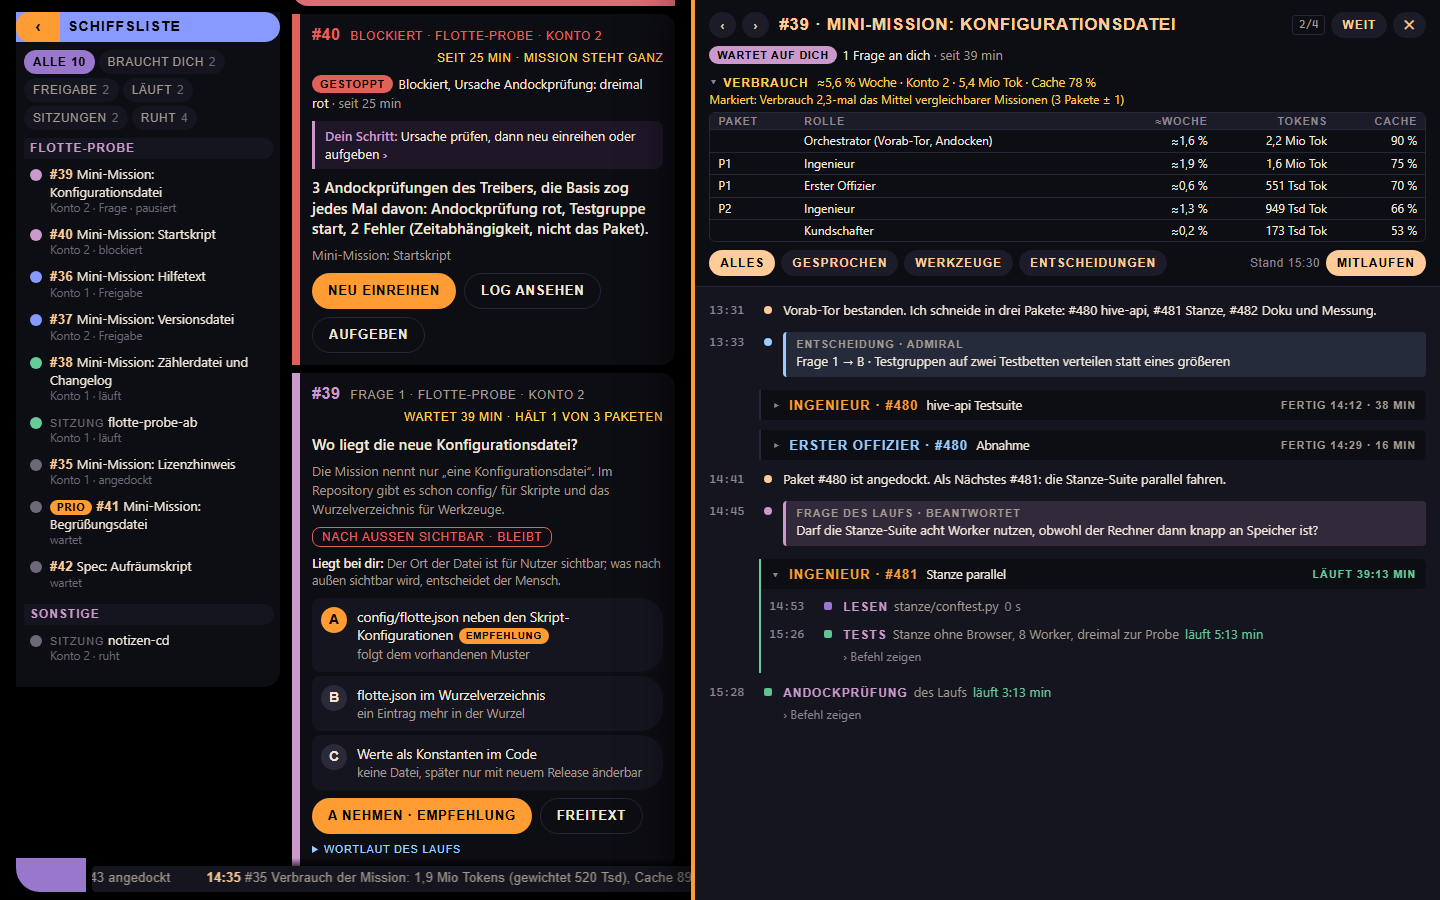 ‹ SCHIFFSLISTE
ALLE 10 BRAUCHT DICH 2
FREIGABE 2 LÄUFT 2
SITZUNGEN 2 RUHT 4
FLOTTE-PROBE
#39 Mini-Mission:
Konfigurationsdatei
Konto 2 · Frage · pausiert
#40 Mini-Mission: Startskript
Konto 2 · blockiert
#36 Mini-Mission: Hilfetext
Konto 1 · Freigabe
#37 Mini-Mission: Versionsdatei
Konto 2 · Freigabe
#38 Mini-Mission: Zählerdatei und
Changelog
Konto 1 · läuft
SITZUNG flotte-probe-ab
Konto 1 · läuft
#35 Mini-Mission: Lizenzhinweis
Konto 1 · angedockt
PRIO #41 Mini-Mission:
Begrüßungsdatei
wartet
#42 Spec: Aufräumskript
wartet
SONSTIGE
SITZUNG notizen-cd
Konto 2 · ruht
#40 BLOCKIERT · FLOTTE-PROBE · KONTO 2
SEIT 25 MIN · MISSION STEHT GANZ
GESTOPPT Blockiert, Ursache Andockprüfung: dreimal
rot · seit 25 min
Dein Schritt: Ursache prüfen, dann neu einreihen oder
aufgeben ›
3 Andockprüfungen des Treibers, die Basis zog
jedes Mal davon: Andockprüfung rot, Testgruppe
start, 2 Fehler (Zeitabhängigkeit, nicht das Paket).
Mini-Mission: Startskript
NEU EINREIHEN LOG ANSEHEN
AUFGEBEN
#39 FRAGE 1 · FLOTTE-PROBE · KONTO 2
WARTET 39 MIN · HÄLT 1 VON 3 PAKETEN
Wo liegt die neue Konfigurationsdatei?
Die Mission nennt nur „eine Konfigurationsdatei“. Im
Repository gibt es schon config/ für Skripte und das
Wurzelverzeichnis für Werkzeuge.
NACH AUSSEN SICHTBAR · BLEIBT
Liegt bei dir: Der Ort der Datei ist für Nutzer sichtbar; was nach
außen sichtbar wird, entscheidet der Mensch.
A config/flotte.json neben den Skript-
Konfigurationen EMPFEHLUNG
folgt dem vorhandenen Muster
B flotte.json im Wurzelverzeichnis
ein Eintrag mehr in der Wurzel
C Werte als Konstanten im Code
keine Datei, später nur mit neuem Release änderbar
A NEHMEN · EMPFEHLUNG FREITEXT
▸ WORTLAUT DES LAUFS
43 angedockt 14:35 #35 Verbrauch der Mission: 1,9 Mio Tokens (gewichtet 520 Tsd), Cache 89
‹ › #39 · MINI-MISSION: KONFIGURATIONSDATEI 2/4 WEIT ✕
WARTET AUF DICH 1 Frage an dich · seit 39 min
▾ VERBRAUCH ≈5,6 % Woche · Konto 2 · 5,4 Mio Tok · Cache 78 %
Markiert: Verbrauch 2,3-mal das Mittel vergleichbarer Missionen (3 Pakete ± 1)
PAKET ROLLE ≈WOCHE TOKENS CACHE
Orchestrator (Vorab-Tor, Andocken) ≈1,6 % 2,2 Mio Tok 90 %
P1 Ingenieur ≈1,9 % 1,6 Mio Tok 75 %
P1 Erster Offizier ≈0,6 % 551 Tsd Tok 70 %
P2 Ingenieur ≈1,3 % 949 Tsd Tok 66 %
Kundschafter ≈0,2 % 173 Tsd Tok 53 %
ALLES GESPROCHEN WERKZEUGE ENTSCHEIDUNGEN Stand 15:30 MITLAUFEN
13:31 Vorab-Tor bestanden. Ich schneide in drei Pakete: #480 hive-api, #481 Stanze, #482 Doku und Messung.
13:33 ENTSCHEIDUNG · ADMIRAL
Frage 1 → B · Testgruppen auf zwei Testbetten verteilen statt eines größeren
▸ INGENIEUR · #480 hive-api Testsuite FERTIG 14:12 · 38 MIN
▸ ERSTER OFFIZIER · #480 Abnahme FERTIG 14:29 · 16 MIN
14:41 Paket #480 ist angedockt. Als Nächstes #481: die Stanze-Suite parallel fahren.
14:45 FRAGE DES LAUFS · BEANTWORTET
Darf die Stanze-Suite acht Worker nutzen, obwohl der Rechner dann knapp an Speicher ist?
▾ INGENIEUR · #481 Stanze parallel LÄUFT 39:13 MIN
14:53 LESEN stanze/conftest.py 0 s
15:26 TESTS Stanze ohne Browser, 8 Worker, dreimal zur Probe läuft 5:13 min
› Befehl zeigen
15:28 ANDOCKPRÜFUNG des Laufs läuft 3:13 min
› Befehl zeigen